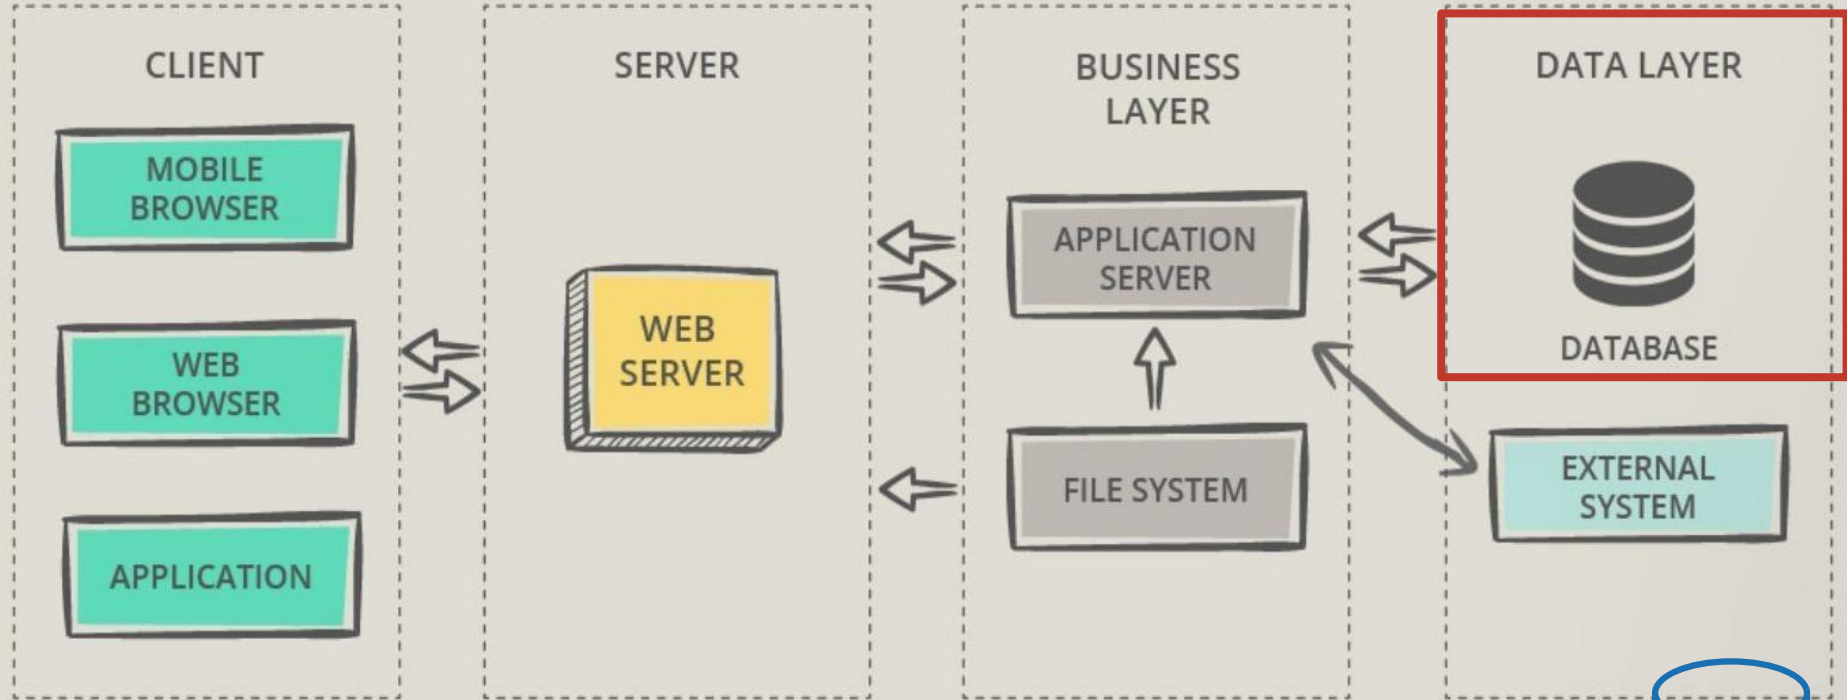 CLIENT
MOBILE
BROWSER
WEB
BROWSER
APPLICATION
SERVER
WEB
SERVER
BUSINESS
LAYER
APPLICATION
SERVER
FILE SYSTEM
DATA LAYER
DATABASE
EXTERNAL
SYSTEM